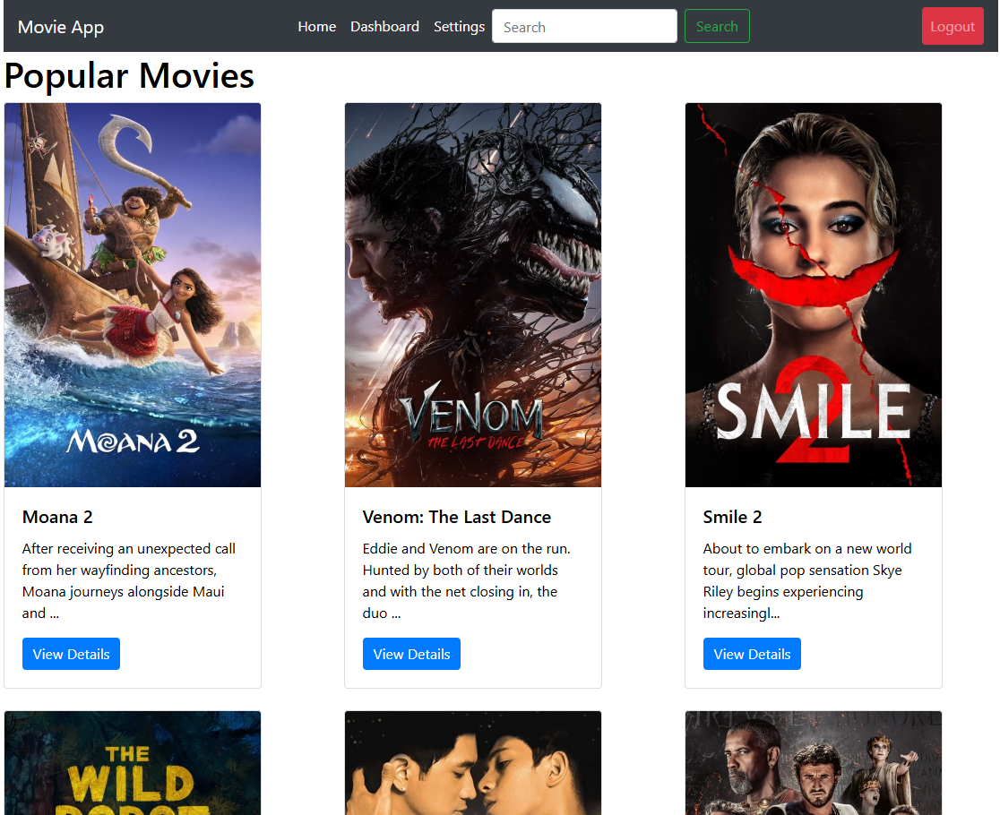 Movie App
Home
Dashboard
Settings
Search
Search
Logout
Popular Movies
MOANA 2
VENOM
THE LAST DANCE
SMILE
2
Moana 2
After receiving an unexpected call
from her wayfinding ancestors,
Moana journeys alongside Maui
and ...
View Details
Venom: The Last Dance
Eddie and Venom are on the run.
Hunted by both of their worlds
and with the net closing in, the
duo ...
View Details
Smile 2
About to embark on a new world
tour, global pop sensation Skye
Riley begins experiencing
increasingl...
View Details
THE
WILD
ROBOT